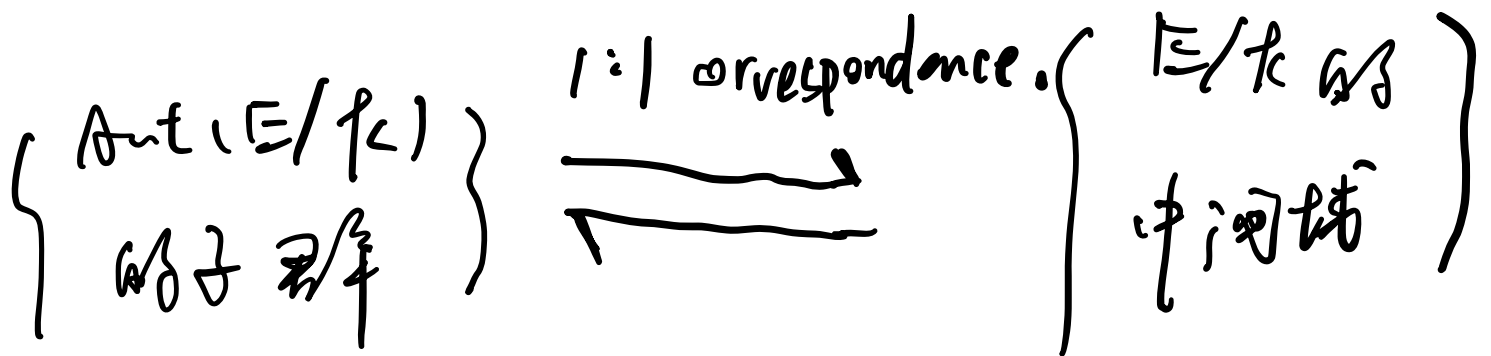 1:1 correspondence.
{ Aut(E/k) 的子群 } ⇄ { E/k 的 中间域 }